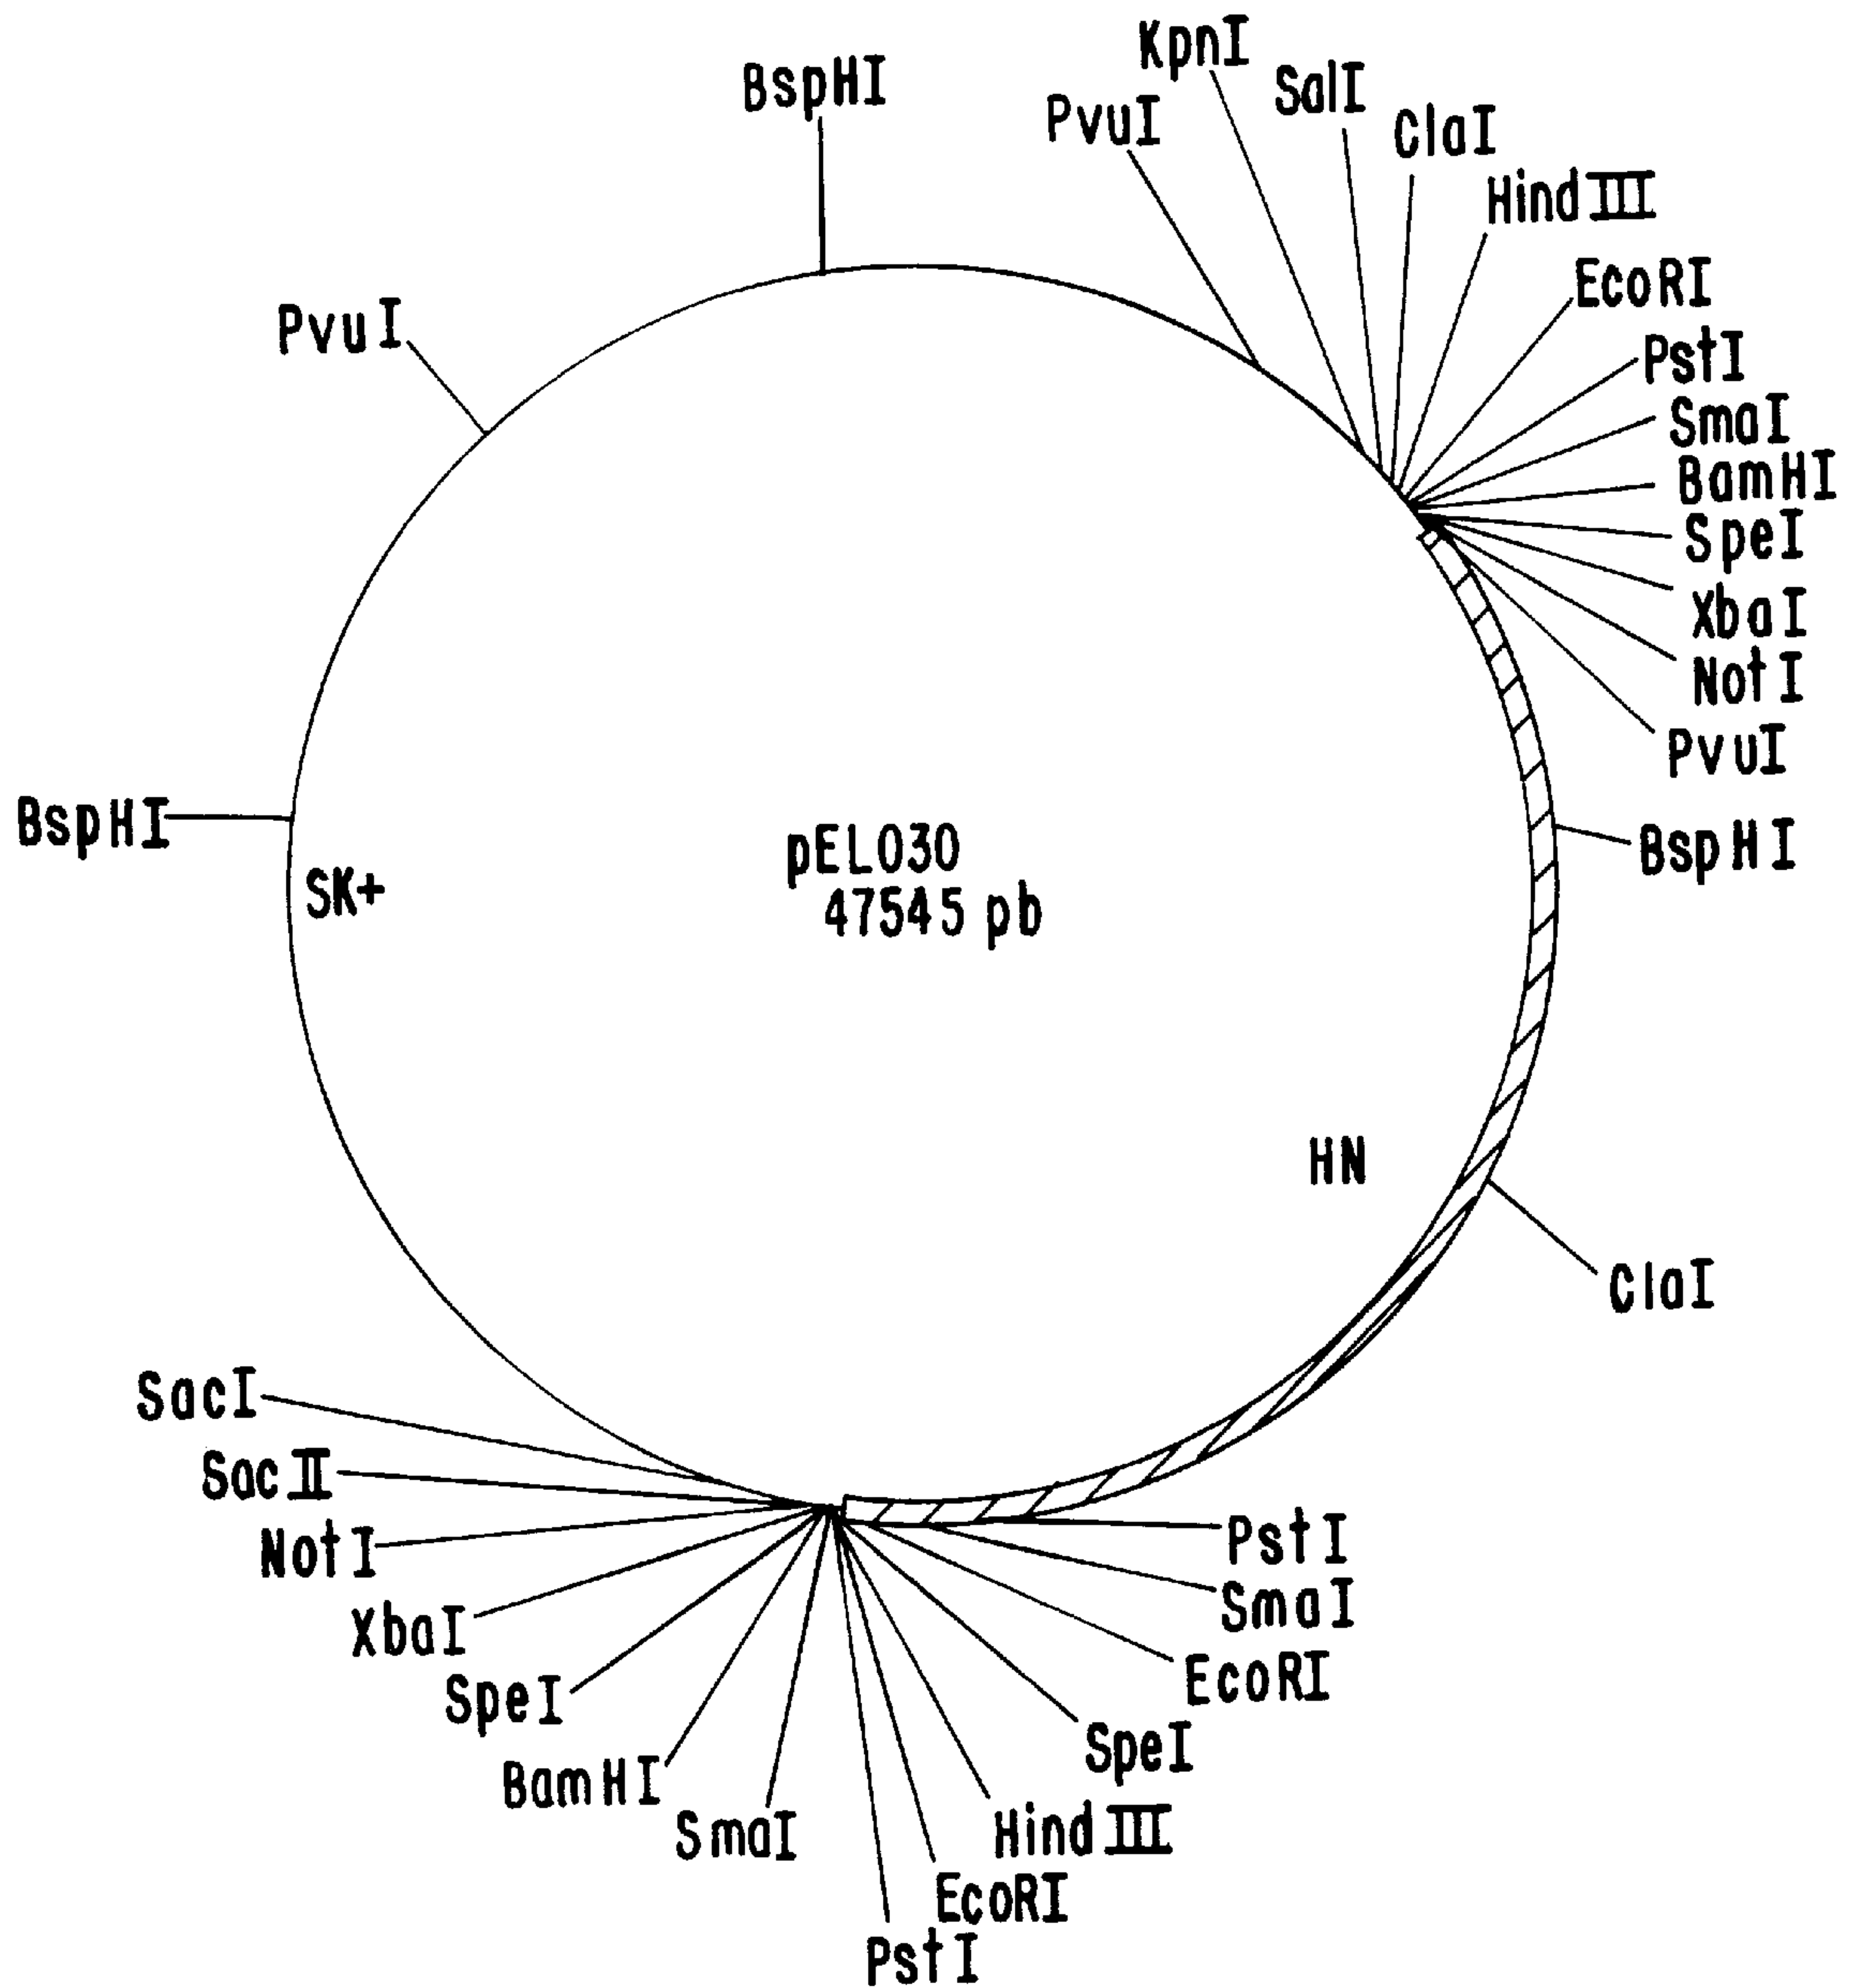 KpnI
BspHI
SalI
PvuI
ClaI
HindIII
EcoRI
PvuI
PstI
SmaI
BamHI
SpeI
XbaI
NotI
PvuI
BspHI
pEL030
BspHI
SK+
47545 pb
HN
ClaI
SacI
SacII
NotI
PstI
SmaI
XbaI
EcoRI
SpeI
SpeI
BamHI
SmaI
HindIII
EcoRI
PstI